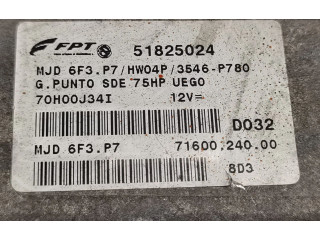 FPT 51825024
MJD 6F3.P7/HW04P/3546-P780
G.PUNTO SDE 75HP UEGO
70H00J34I 12V=
D032
MJD 6F3.P7 71600.240.00
8D3